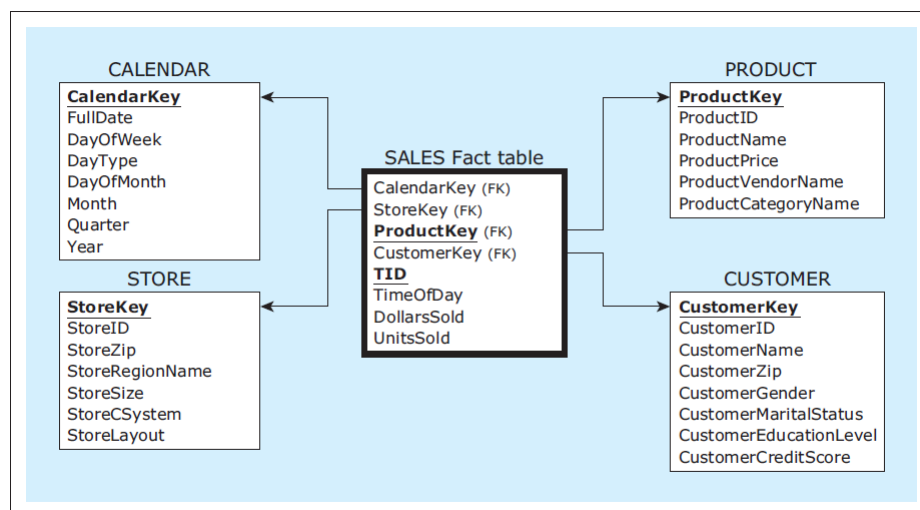 CALENDAR
CalendarKey
FullDate
DayOfWeek
DayType
DayOfMonth
Month
Quarter
Year
STORE
StoreKey
StoreID
StoreZip
StoreRegionName
StoreSize
StoreCSystem
StoreLayout
SALES Fact table
CalendarKey (FK)
StoreKey (FK)
ProductKey (FK)
CustomerKey (FK)
TID
TimeOfDay
DollarsSold
UnitsSold
PRODUCT
ProductKey
ProductID
ProductName
ProductPrice
ProductVendorName
ProductCategoryName
CUSTOMER
CustomerKey
CustomerID
CustomerName
CustomerZip
CustomerGender
CustomerMaritalStatus
CustomerEducationLevel
CustomerCreditScore